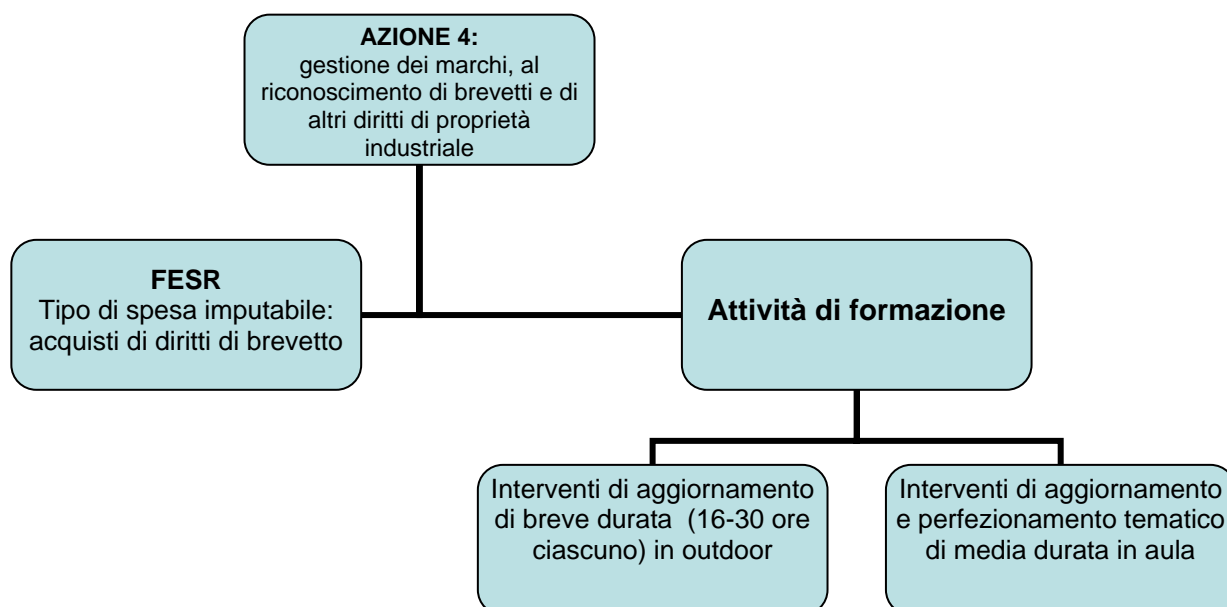 AZIONE 4:
gestione dei marchi, al
riconoscimento di brevetti e di
altri diritti di proprietà
industriale
FESR
Tipo di spesa imputabile:
acquisti di diritti di brevetto
Attività di formazione
Interventi di aggiornamento
di breve durata (16-30 ore
ciascuno) in outdoor
Interventi di aggiornamento
e perfezionamento tematico
di media durata in aula